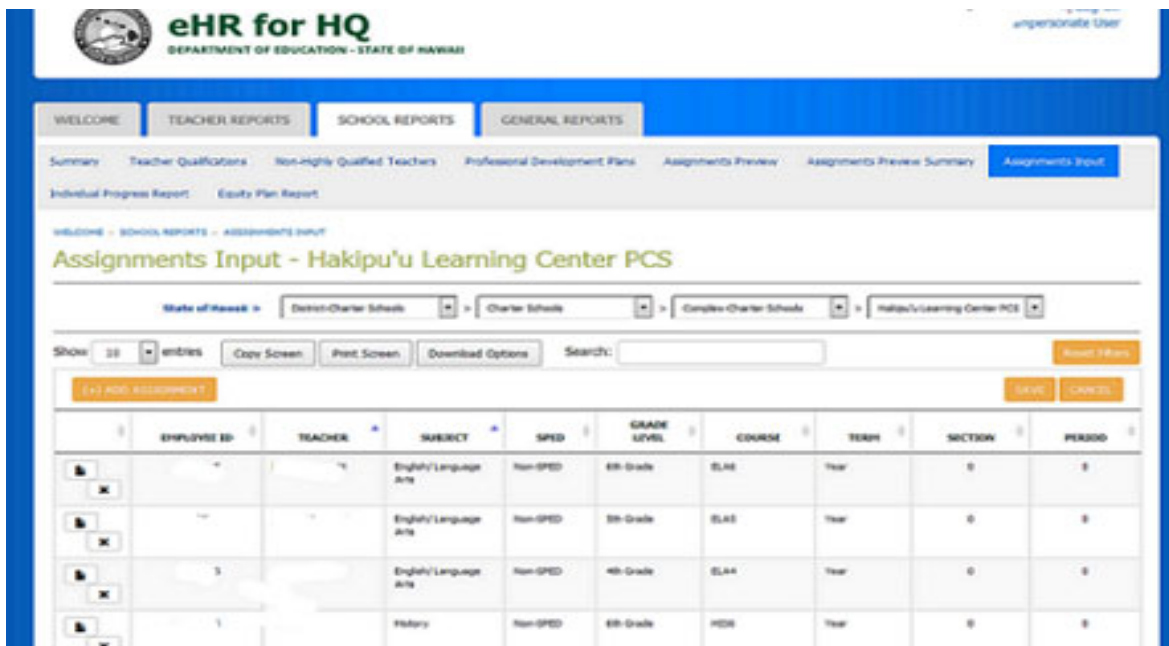 eHR for HQ
DEPARTMENT OF EDUCATION - STATE OF HAWAII
Impersonate User
WELCOME TEACHER REPORTS SCHOOL REPORTS GENERAL REPORTS
Summary Teacher Qualifications Non-Highly Qualified Teachers Professional Development Plans Assignments Preview Assignments Preview Summary Assignments Input
Individual Progress Report Equity Plan Report
WELCOME - SCHOOL REPORTS - ASSIGNMENTS INPUT
Assignments Input - Hakipu'u Learning Center PCS
State of Hawaii > District-Charter Schools > Charter Schools > Complex-Charter Schools > Hakipu'u Learning Center PCS
Show 10 entries Copy Screen Print Screen Download Options Search: Reset Filters
(+) ADD ASSIGNMENT SAVE CANCEL
EMPLOYEE ID TEACHER SUBJECT SPED GRADE LEVEL COURSE TERM SECTION PERIOD
English/Language Arts Non-SPED 6th Grade ELA6 Year 0 0
English/Language Arts Non-SPED 5th Grade ELA5 Year 0 0
English/Language Arts Non-SPED 4th Grade ELA4 Year 0 0
History Non-SPED 6th Grade Year 0 0